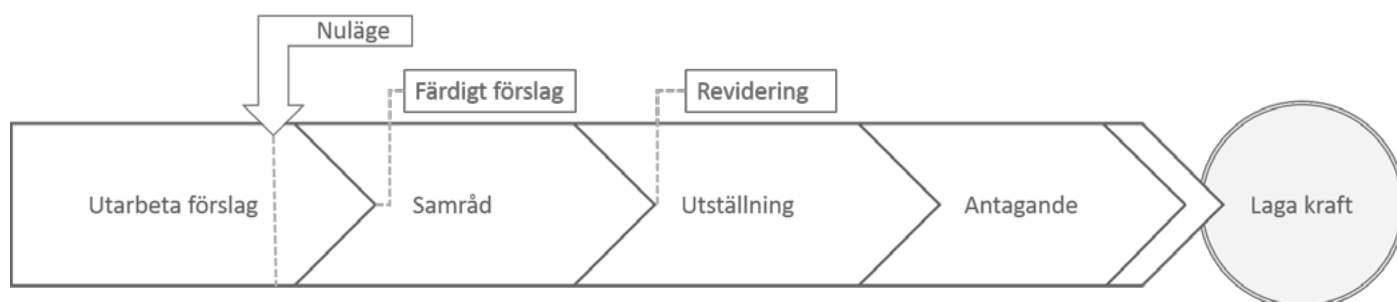 Nuläge
Färdigt förslag
Revidering
Utarbeta förslag
Samråd
Utställning
Antagande
Laga kraft